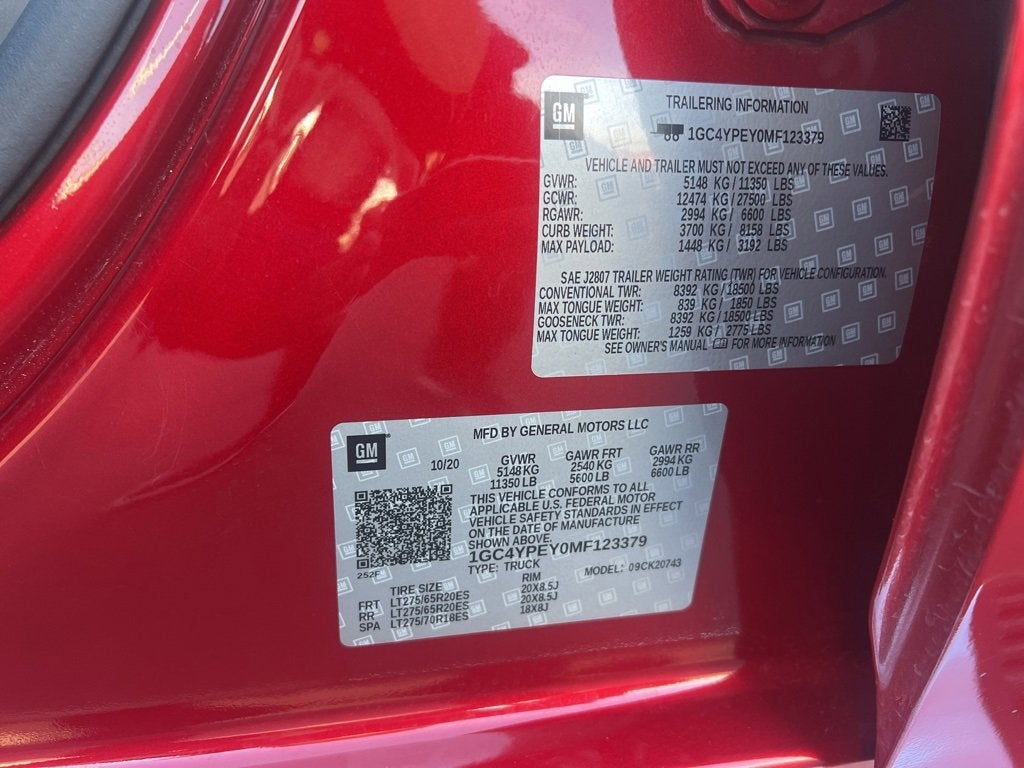 GM
TRAILERING INFORMATION
1GC4YPEY0MF123379
VEHICLE AND TRAILER MUST NOT EXCEED ANY OF THESE VALUES.
GVWR: 5148 KG / 11350 LBS
GCWR: 12474 KG / 27500 LBS
RGAWR: 2994 KG / 6600 LBS
CURB WEIGHT: 3700 KG / 8158 LBS
MAX PAYLOAD: 1448 KG / 3192 LBS
SAE J2807 TRAILER WEIGHT RATING (TWR) FOR VEHICLE CONFIGURATION.
CONVENTIONAL TWR: 8392 KG / 18500 LBS
MAX TONGUE WEIGHT: 839 KG / 1850 LBS
GOOSENECK TWR: 8392 KG / 18500 LBS
MAX TONGUE WEIGHT: 1259 KG / 2775 LBS
SEE OWNER'S MANUAL FOR MORE INFORMATION
GM
MFD BY GENERAL MOTORS LLC
10/20 GVWR GAWR FRT GAWR RR
5148 KG 2540 KG 2994 KG
11350 LB 5600 LB 6600 LB
THIS VEHICLE CONFORMS TO ALL
APPLICABLE U.S. FEDERAL MOTOR
VEHICLE SAFETY STANDARDS IN EFFECT
ON THE DATE OF MANUFACTURE
SHOWN ABOVE.
1GC4YPEY0MF123379
252F TYPE: TRUCK MODEL: 09CK20743
TIRE SIZE RIM
FRT LT275/65R20ES 20X8.5J
RR LT275/65R20ES 20X8.5J
SPA LT275/70R18ES 18X8J